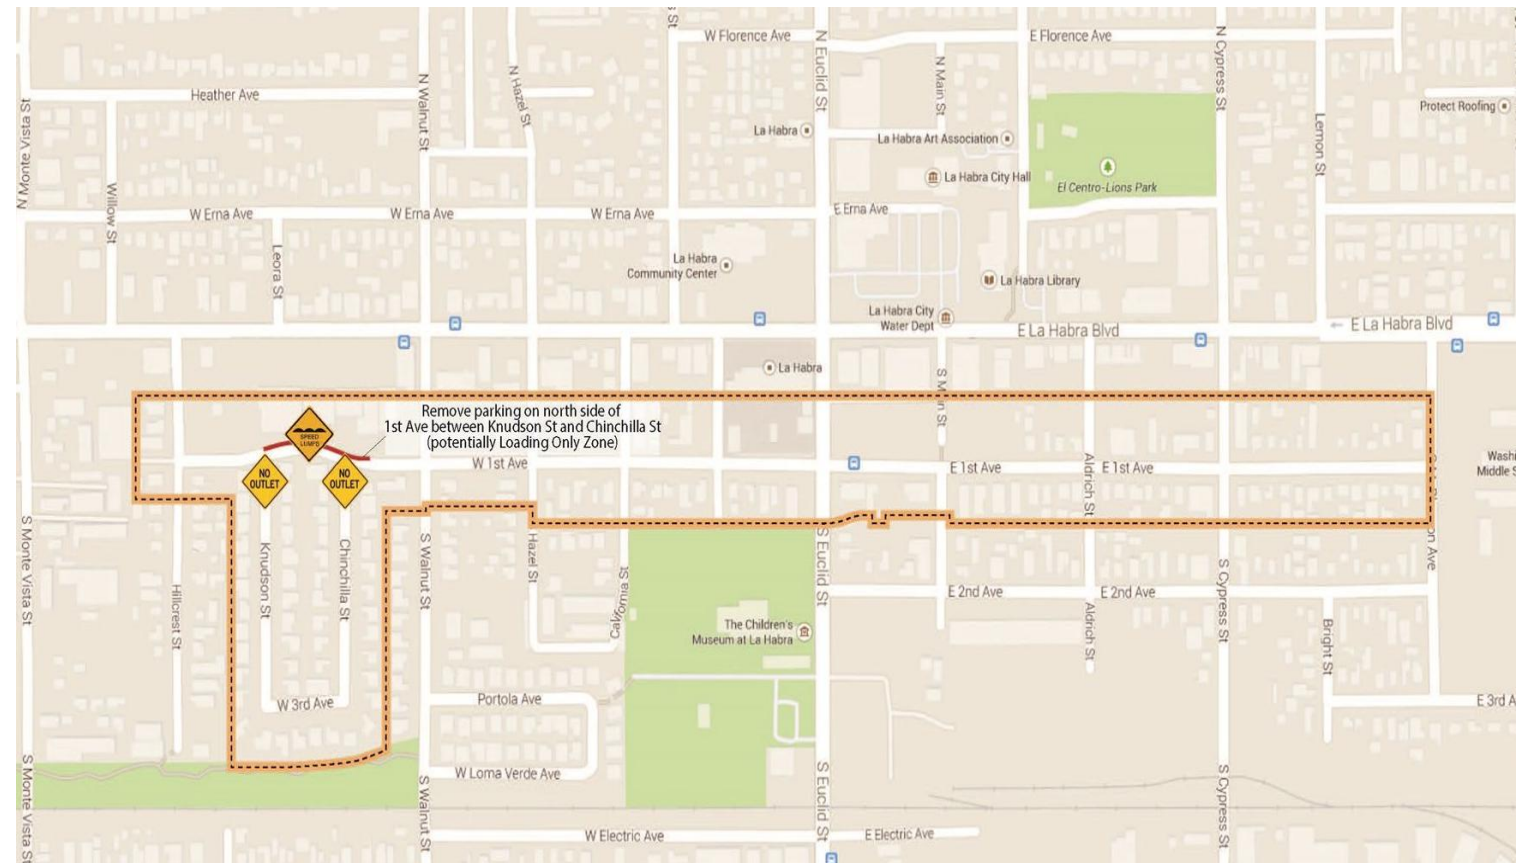 W Florence Ave
N Euclid St
E Florence Ave
N Cypress St
N Walnut St
N Hazel St
N Main St
Heather Ave
N Monte Vista St
Protect Roofing
La Habra
La Habra Art Association
Lemon St
La Habra City Hall
El Centro-Lions Park
Willow St
W Erna Ave
W Erna Ave
W Erna Ave
E Erna Ave
Leora St
La Habra
Community Center
La Habra Library
La Habra City
Water Dept
E La Habra Blvd
E La Habra Blvd
La Habra
S Main St
Remove parking on north side of
1st Ave between Knudson St and Chinchilla St
(potentially Loading Only Zone)
SPEED
LUMPS
W 1st Ave
E 1st Ave
Aldrich St
E 1st Ave
Middle S
NO
OUTLET
NO
OUTLET
S Monte Vista St
Knudson St
Chinchilla St
S Walnut St
Hazel St
California St
S Euclid St
on Ave
Hillcrest St
E 2nd Ave
Aldrich St
E 2nd Ave
S Cypress St
Bright St
The Children's
Museum at La Habra
W 3rd Ave
Portola Ave
E 3rd A
S Monte Vista St
W Loma Verde Ave
S Walnut St
S Euclid St
S Cypress St
W Electric Ave
E Electric Ave